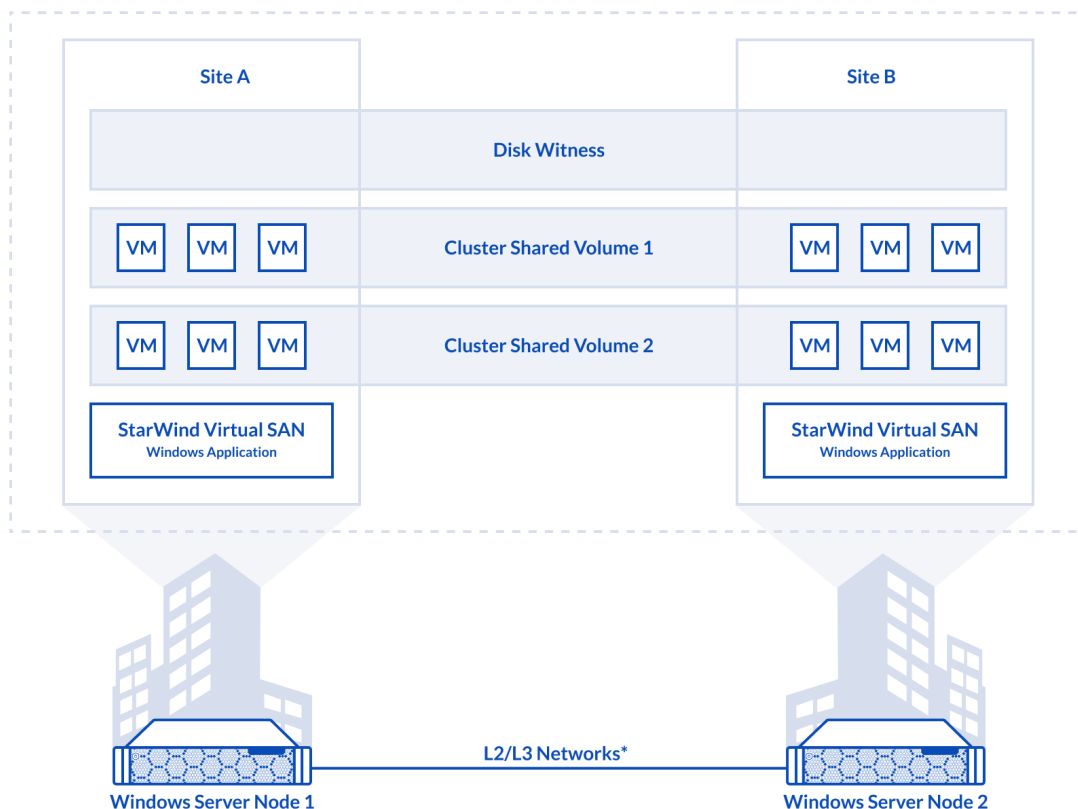 Site A
Site B
Disk Witness
VM VM VM
Cluster Shared Volume 1
VM VM VM
VM VM VM
Cluster Shared Volume 2
VM VM VM
StarWind Virtual SAN
Windows Application
StarWind Virtual SAN
Windows Application
L2/L3 Networks*
Windows Server Node 1
Windows Server Node 2